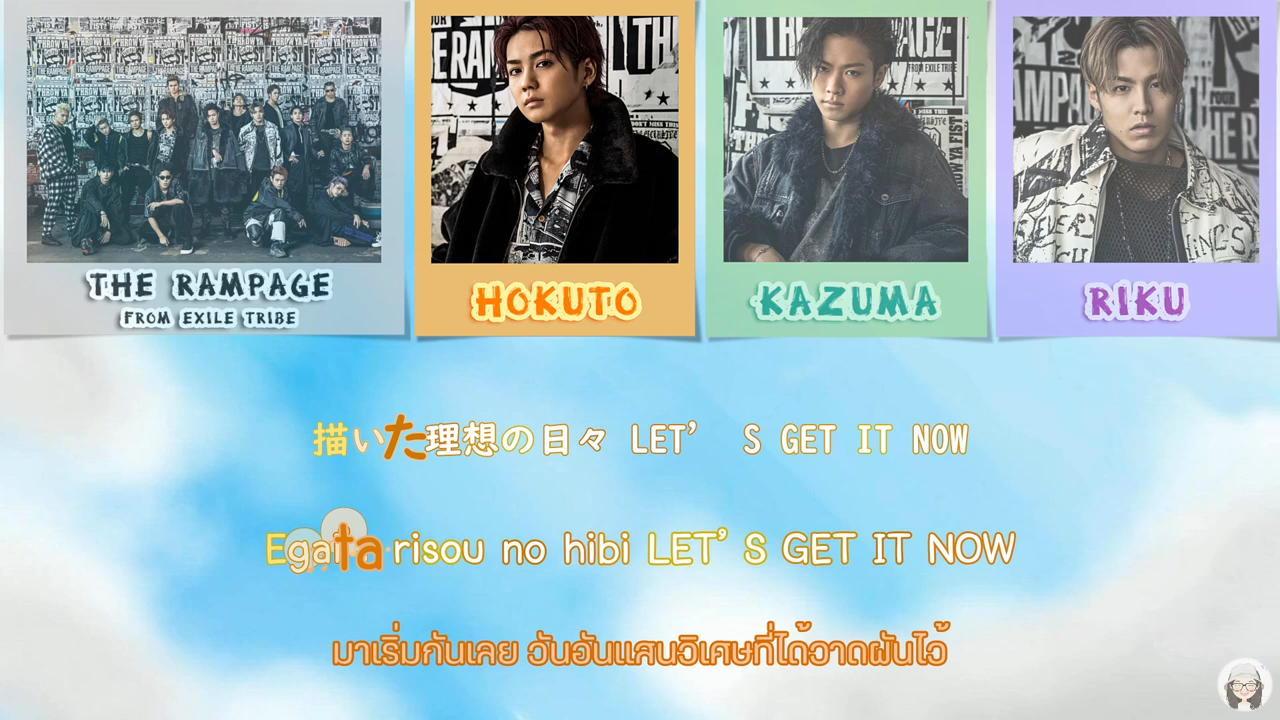 THE RAMPAGE
FROM EXILE TRIBE
HOKUTO
KAZUMA
RIKU
描いた理想の日々 LET’ S GET IT NOW
Egaita risou no hibi LET’ S GET IT NOW
มาเริ่มกันเลย วันอันแสนวิเศษที่ได้วาดฝันไว้